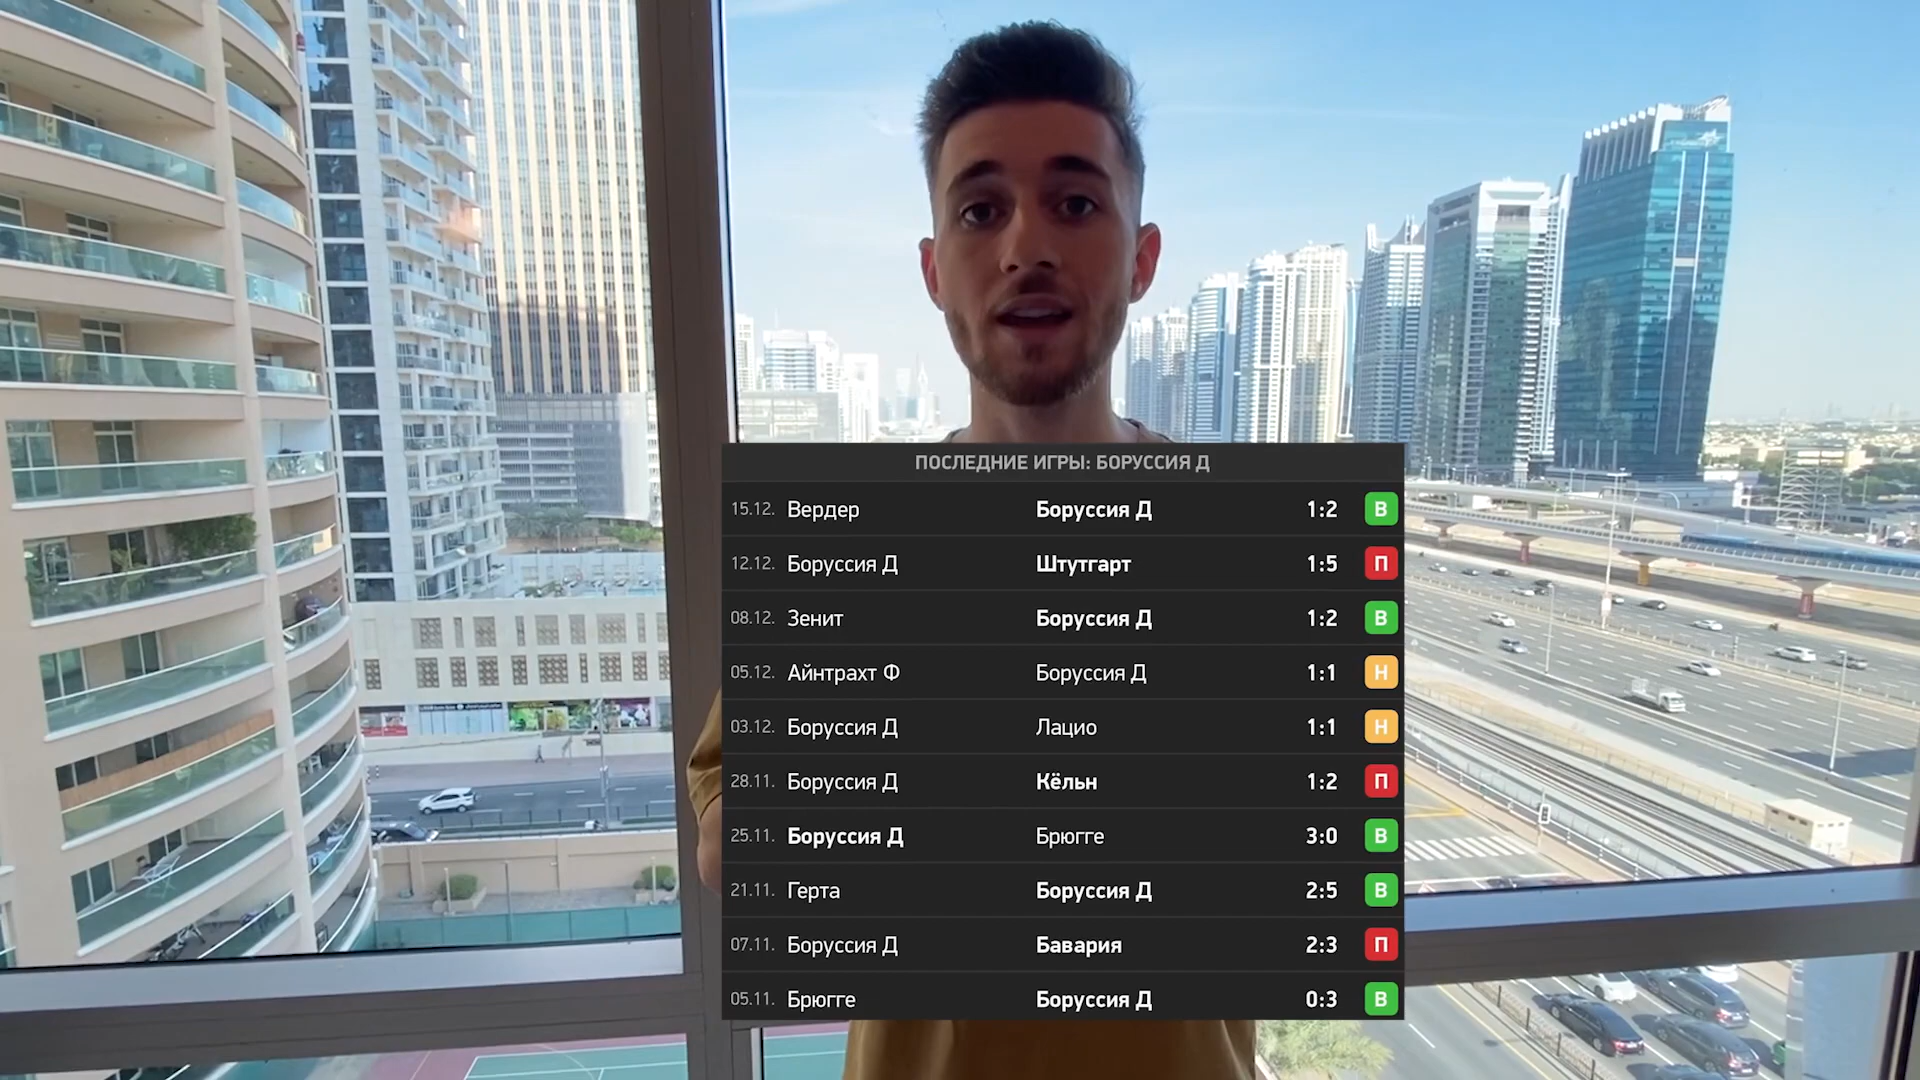 ПОСЛЕДНИЕ ИГРЫ: БОРУССИЯ Д
15.12. Вердер Боруссия Д 1:2 В
12.12. Боруссия Д Штутгарт 1:5 П
08.12. Зенит Боруссия Д 1:2 В
05.12. Айнтрахт Ф Боруссия Д 1:1 Н
03.12. Боруссия Д Лацио 1:1 Н
28.11. Боруссия Д Кёльн 1:2 П
25.11. Боруссия Д Брюгге 3:0 В
21.11. Герта Боруссия Д 2:5 В
07.11. Боруссия Д Бавария 2:3 П
05.11. Брюгге Боруссия Д 0:3 В